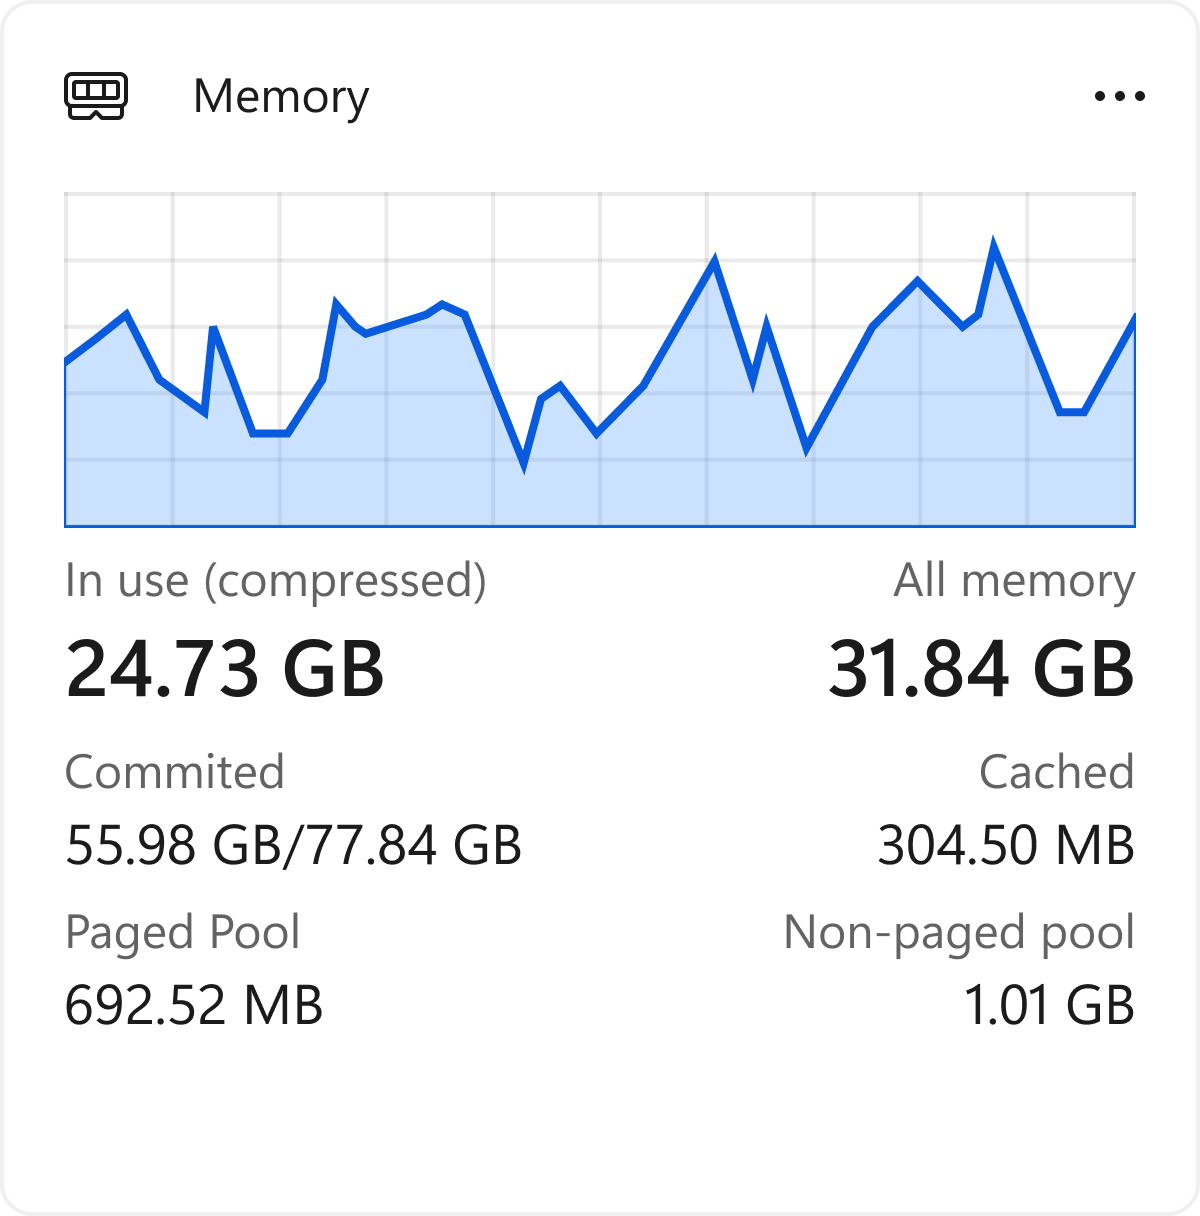 Memory
In use (compressed)
All memory
24.73 GB
31.84 GB
Commited
Cached
55.98 GB/77.84 GB
304.50 MB
Paged Pool
Non-paged pool
692.52 MB
1.01 GB